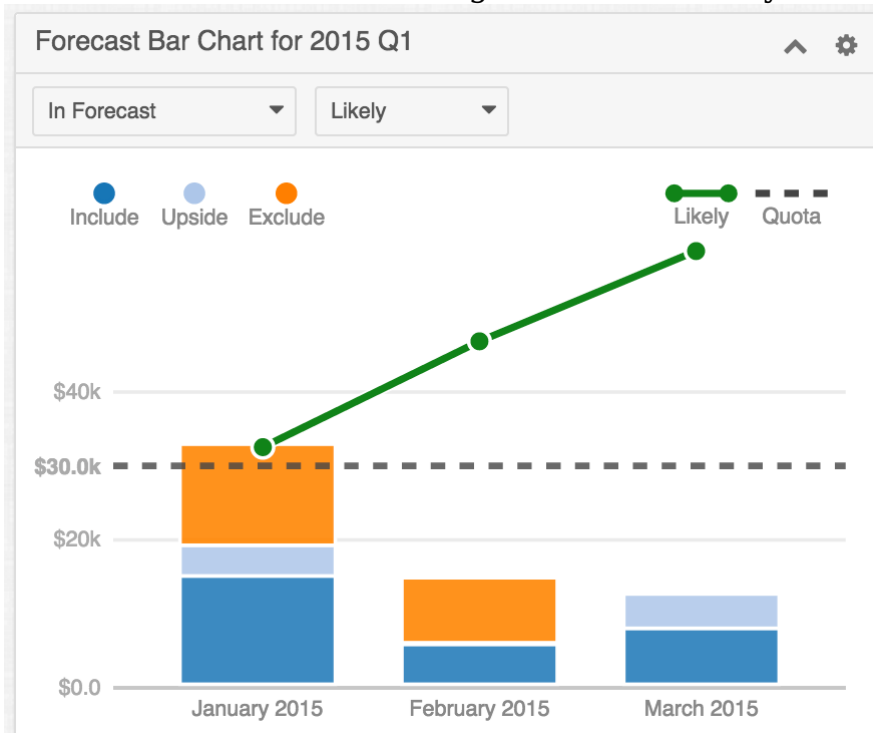 Forecast Bar Chart for 2015 Q1
In Forecast
Likely
Include
Upside
Exclude
Likely
Quota
$40k
$30.0k
$20k
$0.0
January 2015
February 2015
March 2015